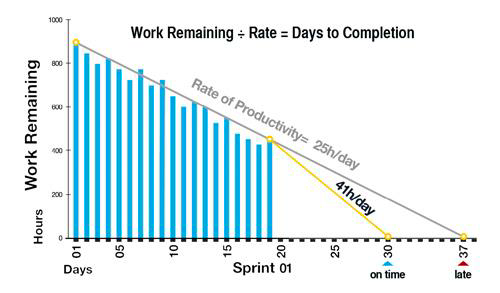 Work Remaining ÷ Rate = Days to Completion
1000
800
600
400
200
0
Work Remaining
Hours
Rate of Productivity= 25h/day
41h/day
01
05
10
15
20
25
30
37
Days
Sprint 01
on time
late